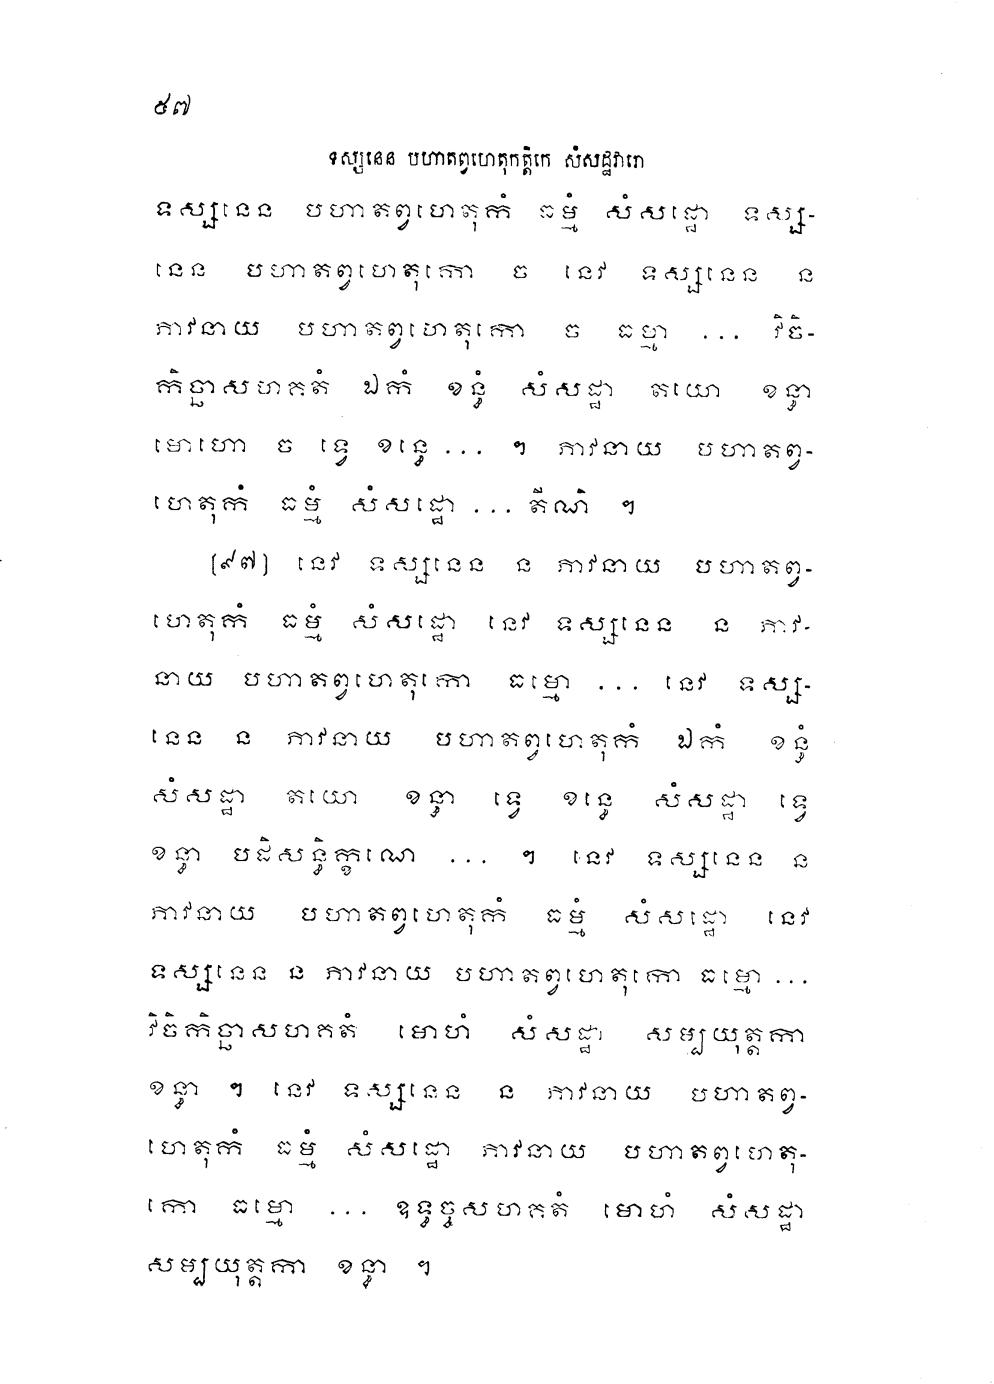 ៥៧
ទស្សនេន បហាតព្វហេតុកត្តិកេ សំសដ្ឋវារោ
ទស្សនេន បហាតព្វហេតុកំ ធម្មំ សំសដ្ឋោ ទស្ស-
នេន បហាតព្វហេតុកោ ច នេវ ទស្សនេន ន
ភាវនាយ បហាតព្វហេតុកោ ច ធម្មា ... វិចិ-
កិច្ឆាសហគតំ ឯកំ ខន្ធំ សំសដ្ឋា តយោ ខន្ធា
មោហោ ច ទ្វេ ខន្ធេ ... ។ ភាវនាយ បហាតព្វ-
ហេតុកំ ធម្មំ សំសដ្ឋោ ... តីណិ ។
[៩៧] នេវ ទស្សនេន ន ភាវនាយ បហាតព្វ-
ហេតុកំ ធម្មំ សំសដ្ឋោ នេវ ទស្សនេន ន ភាវ-
នាយ បហាតព្វហេតុកោ ធម្មោ ... នេវ ទស្ស-
នេន ន ភាវនាយ បហាតព្វហេតុកំ ឯកំ ខន្ធំ
សំសដ្ឋា តយោ ខន្ធា ទ្វេ ខន្ធេ សំសដ្ឋា ទ្វេ
ខន្ធា បដិសន្ធិក្ខណេ ... ។ នេវ ទស្សនេន ន
ភាវនាយ បហាតព្វហេតុកំ ធម្មំ សំសដ្ឋោ នេវ
ទស្សនេន ន ភាវនាយ បហាតព្វហេតុកោ ធម្មោ ...
វិចិកិច្ឆាសហគតំ មោហំ សំសដ្ឋា សម្បយុត្តកា
ខន្ធា ។ នេវ ទស្សនេន ន ភាវនាយ បហាតព្វ-
ហេតុកំ ធម្មំ សំសដ្ឋោ ភាវនាយ បហាតព្វហេតុ-
កោ ធម្មោ ... ឧទ្ធច្ចសហគតំ មោហំ សំសដ្ឋា
សម្បយុត្តកា ខន្ធា ។